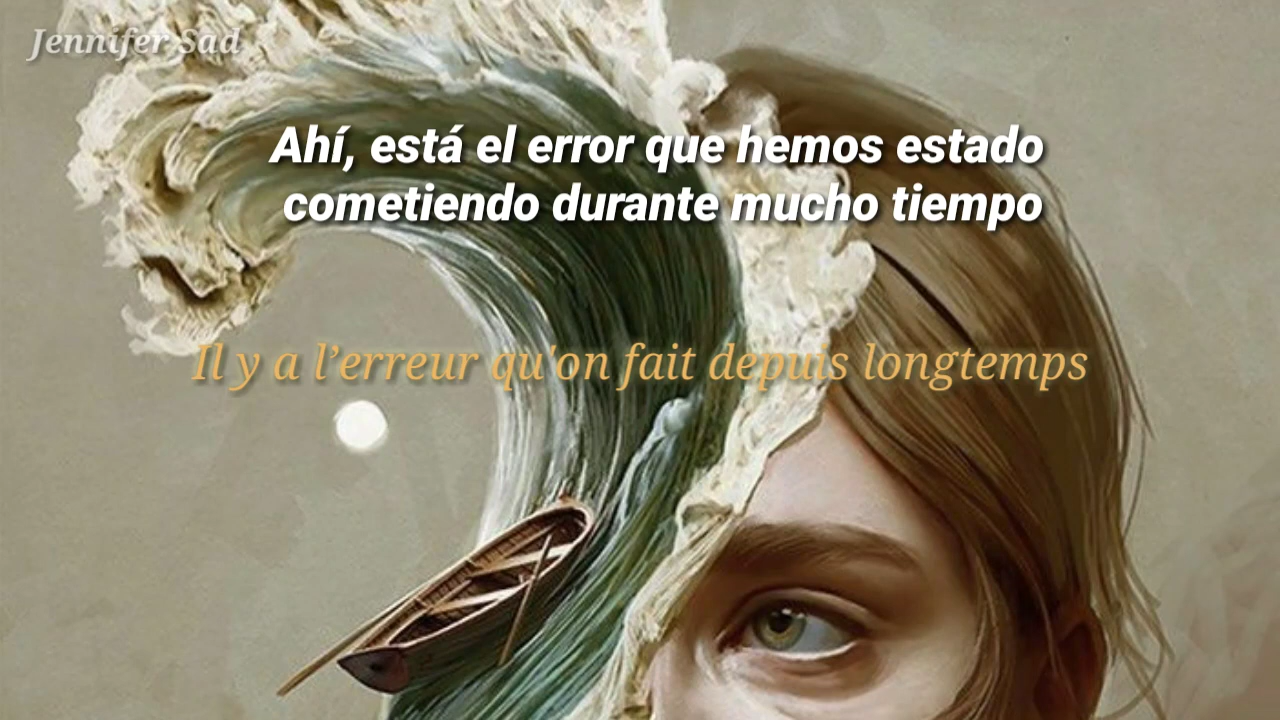 Jennifer Sad
Ahí, está el error que hemos estado
cometiendo durante mucho tiempo
Il y a l’erreur qu'on fait depuis longtemps